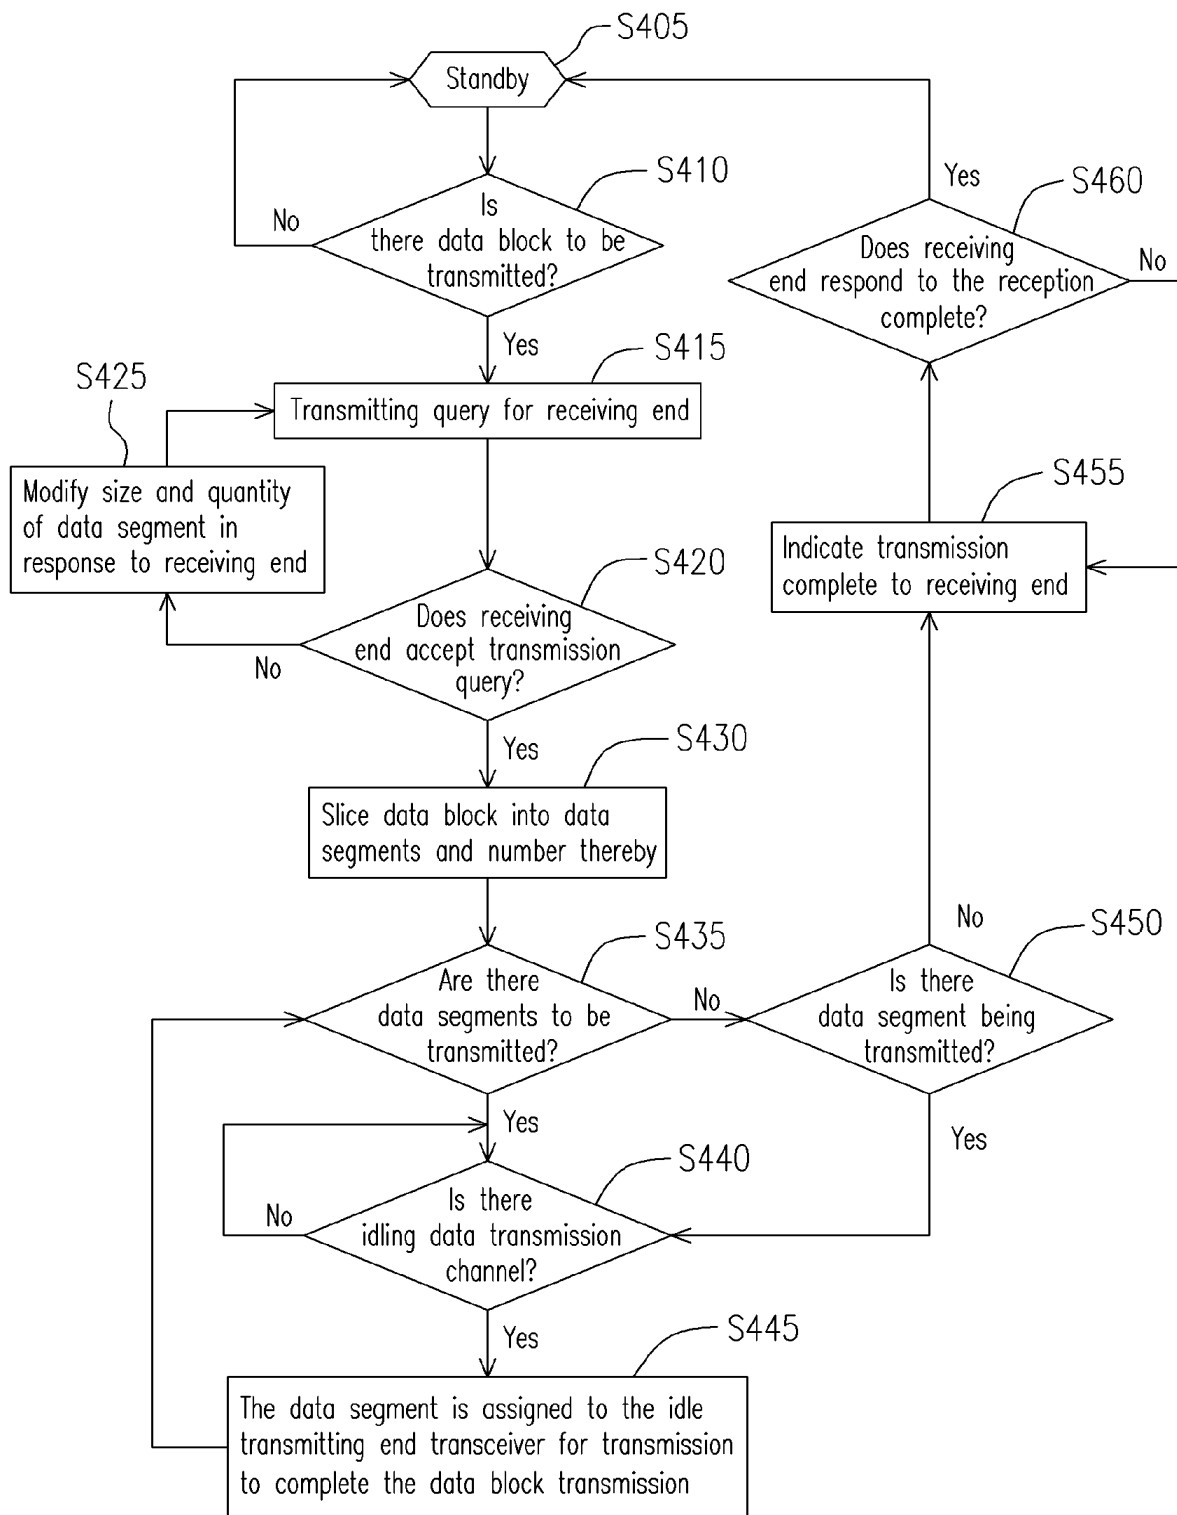 S405
Standby
S410
Is
there data block to be
transmitted?
No
Yes
S415
Transmitting query for receiving end
S425
Modify size and quantity
of data segment in
response to receiving end
S420
Does receiving
end accept transmission
query?
No
Yes
S430
Slice data block into data
segments and number thereby
S435
Are there
data segments to be
transmitted?
No
Yes
S440
Is there
idling data transmission
channel?
No
Yes
S445
The data segment is assigned to the idle
transmitting end transceiver for transmission
to complete the data block transmission
S450
Is there
data segment being
transmitted?
No
Yes
S455
Indicate transmission
complete to receiving end
S460
Does receiving
end respond to the reception
complete?
Yes
No